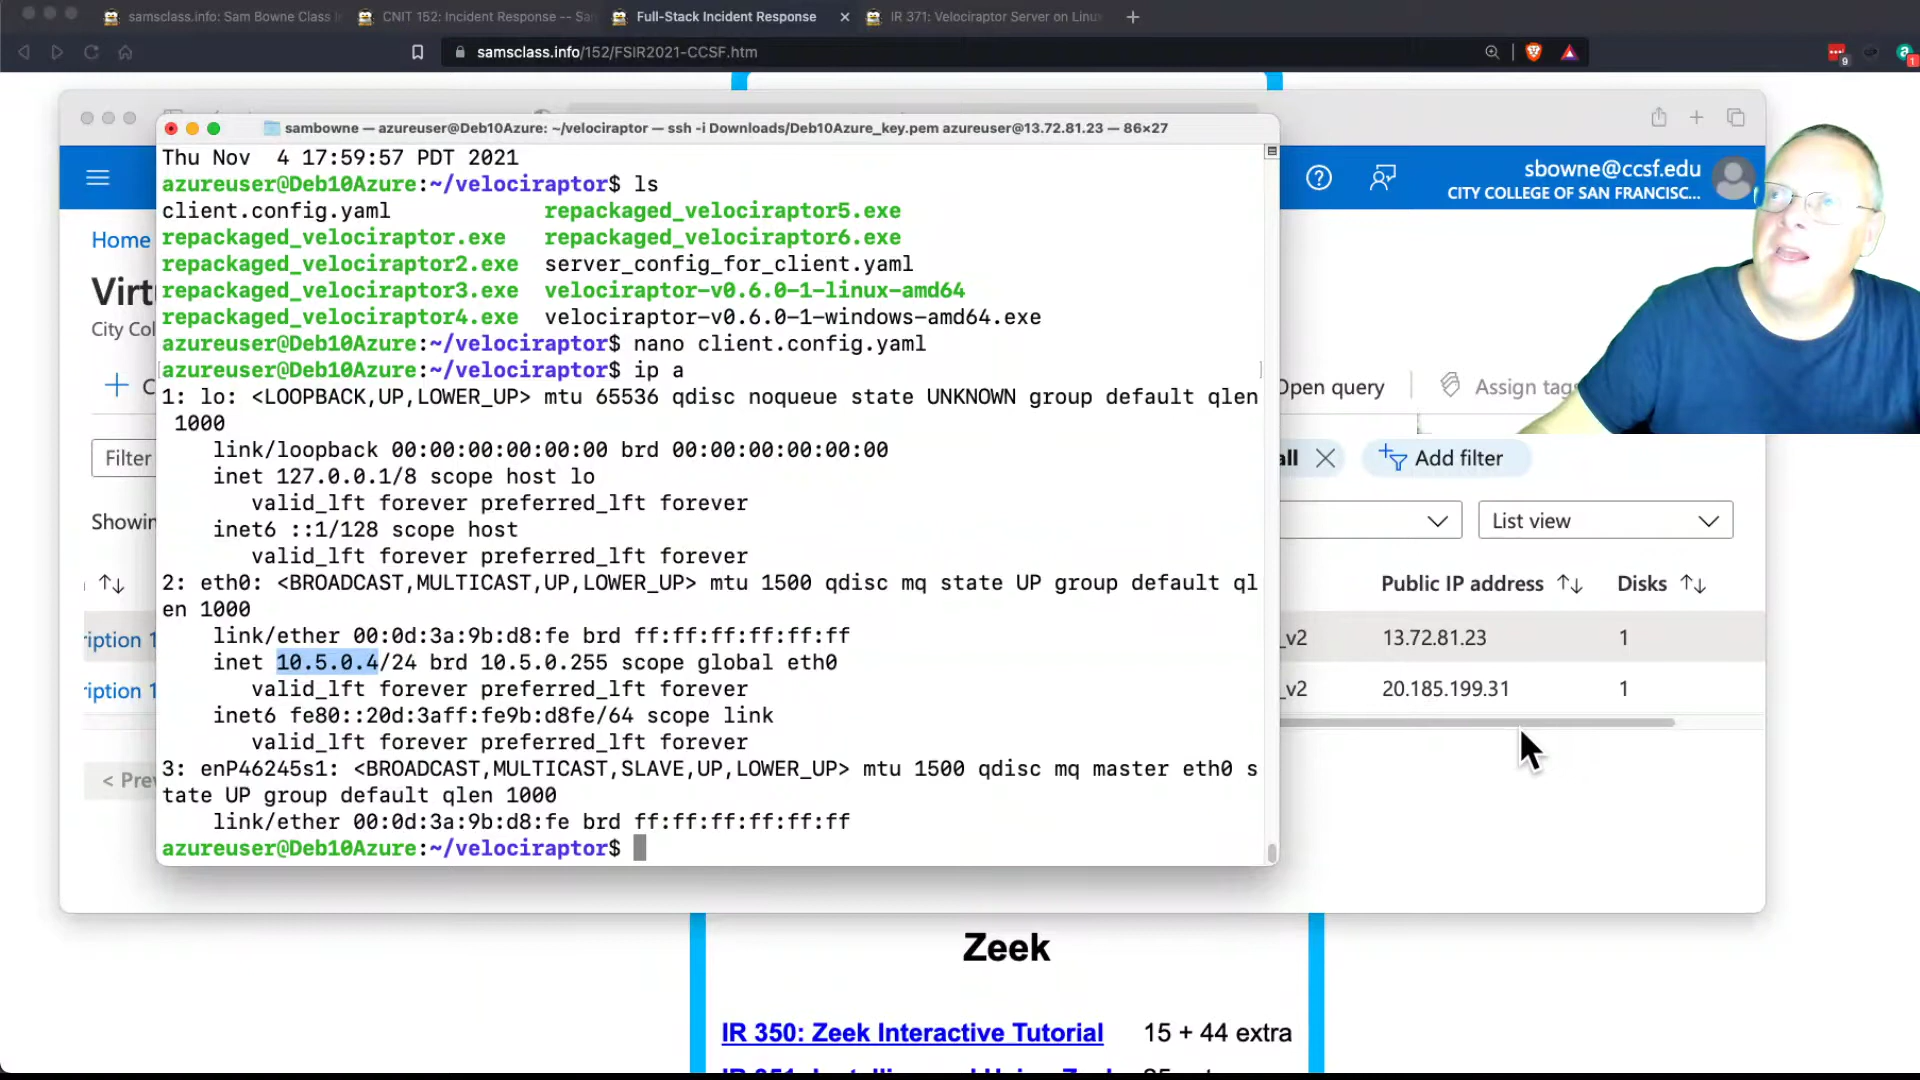 samsclass.info: Sam Bowne Class I
CNIT 152: Incident Response -- Sa
Full-Stack Incident Response
IR 371: Velociraptor Server on Linu
samsclass.info/152/FSIR2021-CCSF.htm
9
1
sambowne — azureuser@Deb10Azure: ~/velociraptor — ssh -i Downloads/Deb10Azure_key.pem azureuser@13.72.81.23 — 86×27
Thu Nov  4 17:59:57 PDT 2021
azureuser@Deb10Azure:~/velociraptor$ ls
client.config.yaml repackaged_velociraptor5.exe
repackaged_velociraptor.exe repackaged_velociraptor6.exe
repackaged_velociraptor2.exe server_config_for_client.yaml
repackaged_velociraptor3.exe velociraptor-v0.6.0-1-linux-amd64
repackaged_velociraptor4.exe velociraptor-v0.6.0-1-windows-amd64.exe
azureuser@Deb10Azure:~/velociraptor$ nano client.config.yaml
azureuser@Deb10Azure:~/velociraptor$ ip a
1: lo: <LOOPBACK,UP,LOWER_UP> mtu 65536 qdisc noqueue state UNKNOWN group default qlen
1000
link/loopback 00:00:00:00:00:00 brd 00:00:00:00:00:00
inet 127.0.0.1/8 scope host lo
valid_lft forever preferred_lft forever
inet6 ::1/128 scope host
valid_lft forever preferred_lft forever
2: eth0: <BROADCAST,MULTICAST,UP,LOWER_UP> mtu 1500 qdisc mq state UP group default ql
en 1000
link/ether 00:0d:3a:9b:d8:fe brd ff:ff:ff:ff:ff:ff
inet 10.5.0.4/24 brd 10.5.0.255 scope global eth0
valid_lft forever preferred_lft forever
inet6 fe80::20d:3aff:fe9b:d8fe/64 scope link
valid_lft forever preferred_lft forever
3: enP46245s1: <BROADCAST,MULTICAST,SLAVE,UP,LOWER_UP> mtu 1500 qdisc mq master eth0 s
tate UP group default qlen 1000
link/ether 00:0d:3a:9b:d8:fe brd ff:ff:ff:ff:ff:ff
azureuser@Deb10Azure:~/velociraptor$
sbowne@ccsf.edu
CITY COLLEGE OF SAN FRANCISC...
Home
Virt
City Col
C
Open query
Assign tags
Filter
all
Add filter
Showin
List view
Public IP address
Disks
ription 1
_v2
13.72.81.23
1
ription 1
_v2
20.185.199.31
1
< Prev
Zeek
IR 350: Zeek Interactive Tutorial 15 + 44 extra